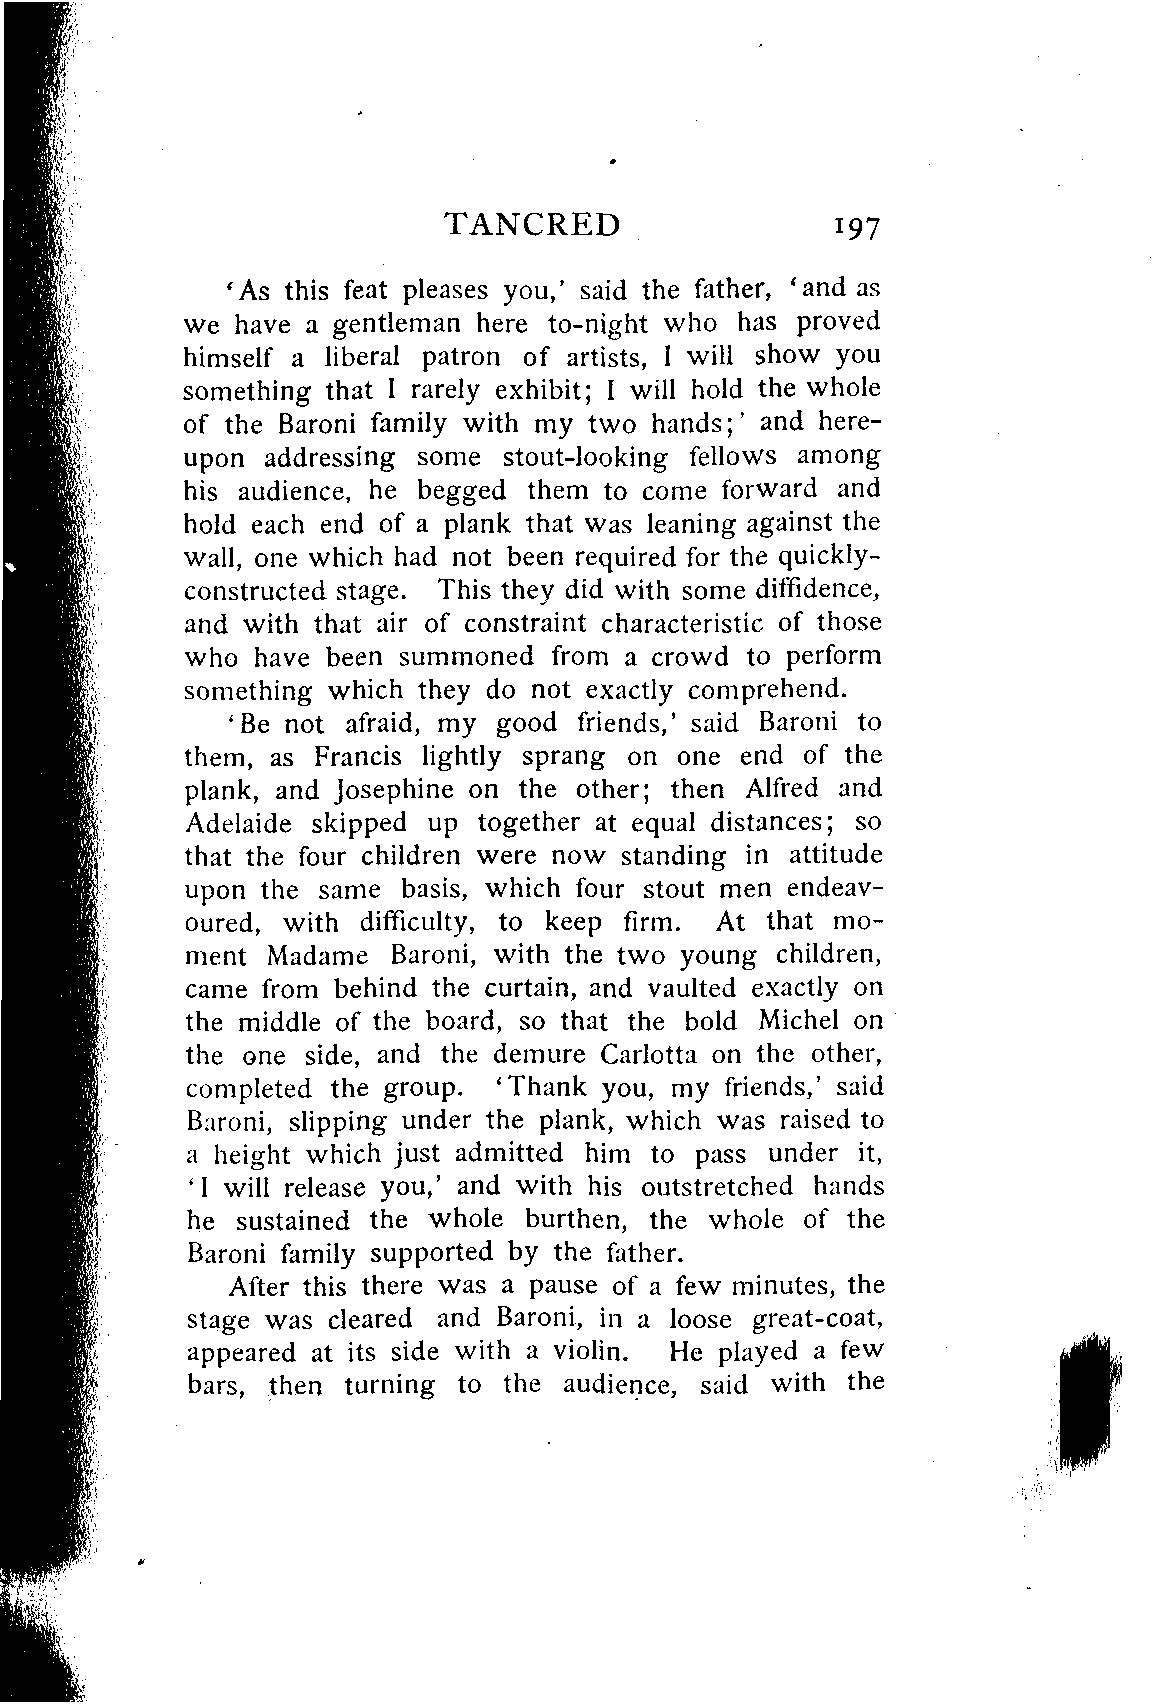 TANCRED 197
‘As this feat pleases you,’ said the father, ‘and as
we have a gentleman here to-night who has proved
himself a liberal patron of artists, I will show you
something that I rarely exhibit; I will hold the whole
of the Baroni family with my two hands;’ and here-
upon addressing some stout-looking fellows among
his audience, he begged them to come forward and
hold each end of a plank that was leaning against the
wall, one which had not been required for the quickly-
constructed stage. This they did with some diffidence,
and with that air of constraint characteristic of those
who have been summoned from a crowd to perform
something which they do not exactly comprehend.
‘Be not afraid, my good friends,’ said Baroni to
them, as Francis lightly sprang on one end of the
plank, and Josephine on the other; then Alfred and
Adelaide skipped up together at equal distances; so
that the four children were now standing in attitude
upon the same basis, which four stout men endeav-
oured, with difficulty, to keep firm. At that mo-
ment Madame Baroni, with the two young children,
came from behind the curtain, and vaulted exactly on
the middle of the board, so that the bold Michel on
the one side, and the demure Carlotta on the other,
completed the group. ‘Thank you, my friends,’ said
Baroni, slipping under the plank, which was raised to
a height which just admitted him to pass under it,
‘I will release you,’ and with his outstretched hands
he sustained the whole burthen, the whole of the
Baroni family supported by the father.
After this there was a pause of a few minutes, the
stage was cleared and Baroni, in a loose great-coat,
appeared at its side with a violin. He played a few
bars, then turning to the audience, said with the